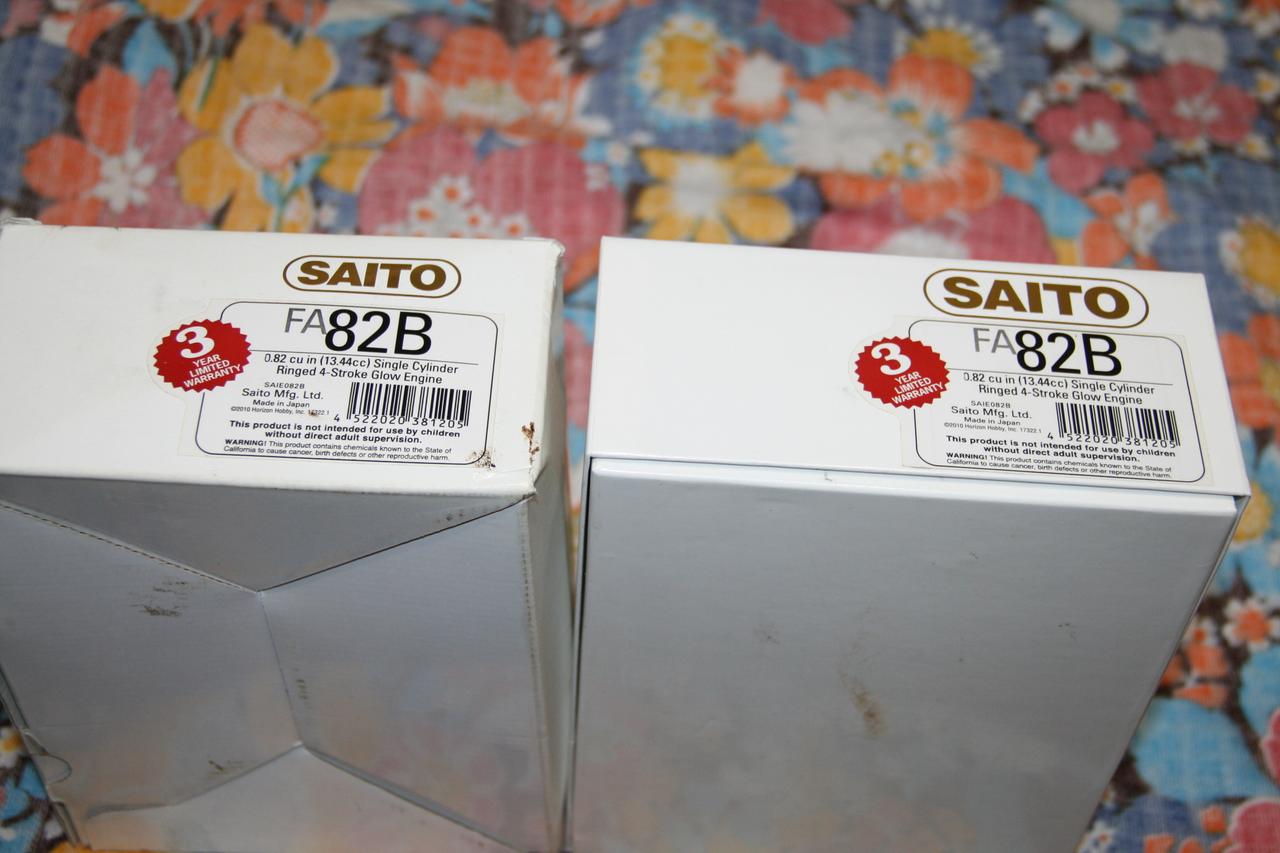 SAITO
FA82B
3
YEAR
LIMITED
WARRANTY
0.82 cu in (13.44cc) Single Cylinder
Ringed 4-Stroke Glow Engine
SAIE082B
Saito Mfg. Ltd.
Made in Japan
©2010 Horizon Hobby, Inc. 17322.1
4 522020 381205
This product is not intended for use by children
without direct adult supervision.
WARNING! This product contains chemicals known to the State of
California to cause cancer, birth defects or other reproductive harm.
SAITO
FA82B
3
YEAR
LIMITED
WARRANTY
0.82 cu in (13.44cc) Single Cylinder
Ringed 4-Stroke Glow Engine
SAIE082B
Saito Mfg. Ltd.
Made in Japan
©2010 Horizon Hobby, Inc. 17322.1
4 522020 381205
This product is not intended for use by children
without direct adult supervision.
WARNING! This product contains chemicals known to the State of
California to cause cancer, birth defects or other reproductive harm.